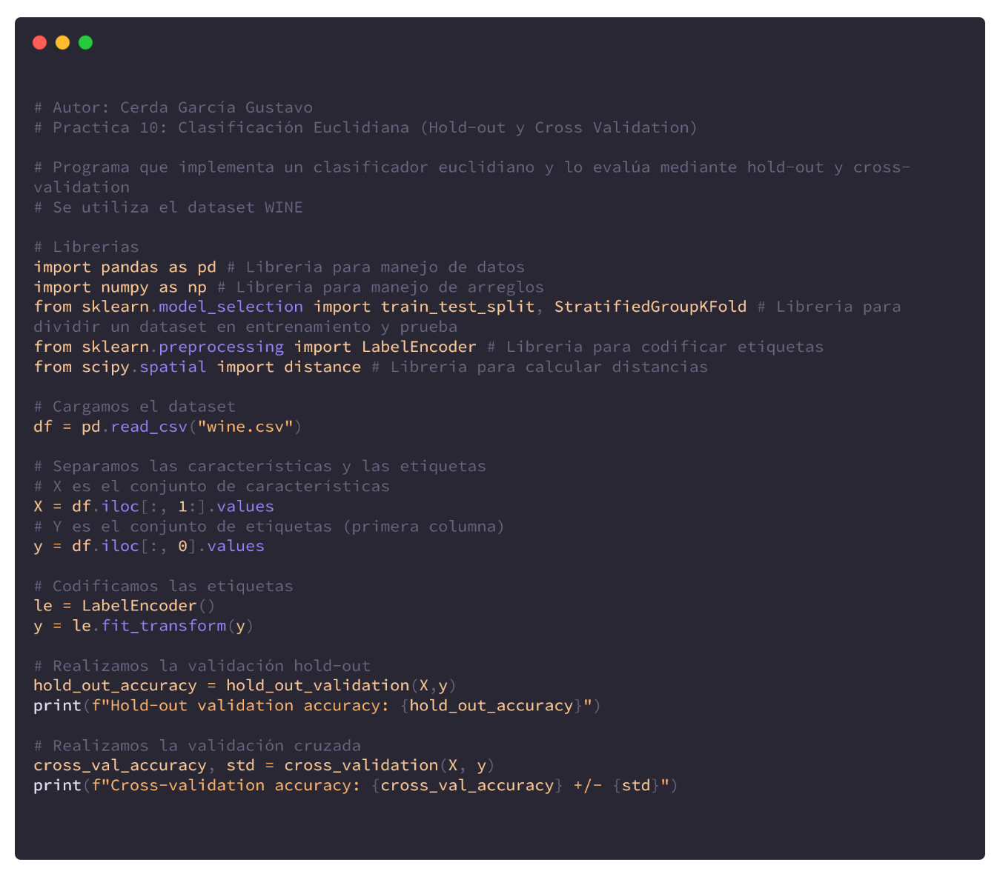 # Autor: Cerda García Gustavo
# Practica 10: Clasificación Euclidiana (Hold-out y Cross Validation)
# Programa que implementa un clasificador euclidiano y lo evalúa mediante hold-out y cross-
validation
# Se utiliza el dataset WINE
# Librerias
import pandas as pd # Libreria para manejo de datos
import numpy as np # Libreria para manejo de arreglos
from sklearn.model_selection import train_test_split, StratifiedGroupKFold # Libreria para
dividir un dataset en entrenamiento y prueba
from sklearn.preprocessing import LabelEncoder # Libreria para codificar etiquetas
from scipy.spatial import distance # Libreria para calcular distancias
# Cargamos el dataset
df = pd.read_csv("wine.csv")
# Separamos las características y las etiquetas
# X es el conjunto de características
X = df.iloc[:, 1:].values
# Y es el conjunto de etiquetas (primera columna)
y = df.iloc[:, 0].values
# Codificamos las etiquetas
le = LabelEncoder()
y = le.fit_transform(y)
# Realizamos la validación hold-out
hold_out_accuracy = hold_out_validation(X,y)
print(f"Hold-out validation accuracy: {hold_out_accuracy}")
# Realizamos la validación cruzada
cross_val_accuracy, std = cross_validation(X, y)
print(f"Cross-validation accuracy: {cross_val_accuracy} +/- {std}")